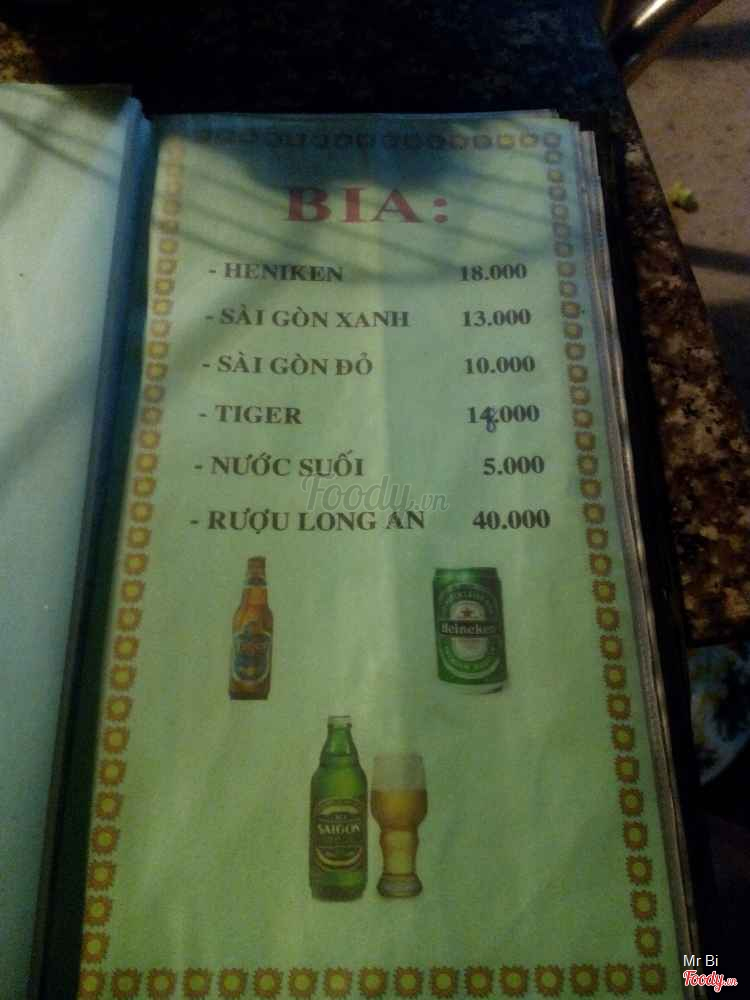 BIA:
- HENIKEN 18.000
- SÀI GÒN XANH 13.000
- SÀI GÒN ĐỎ 10.000
- TIGER 14.000
- NƯỚC SUỐI 5.000
Foody.vn
- RƯỢU LONG AN 40.000
Heineken
SAIGON
Mr Bi
Foody.vn